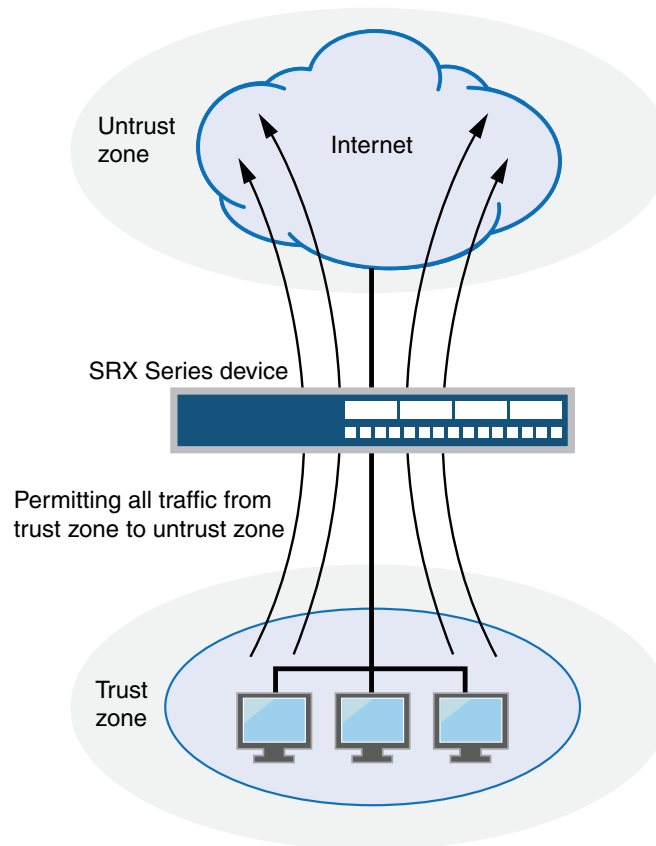 Untrust
zone
Internet
SRX Series device
Permitting all traffic from
trust zone to untrust zone
Trust
zone